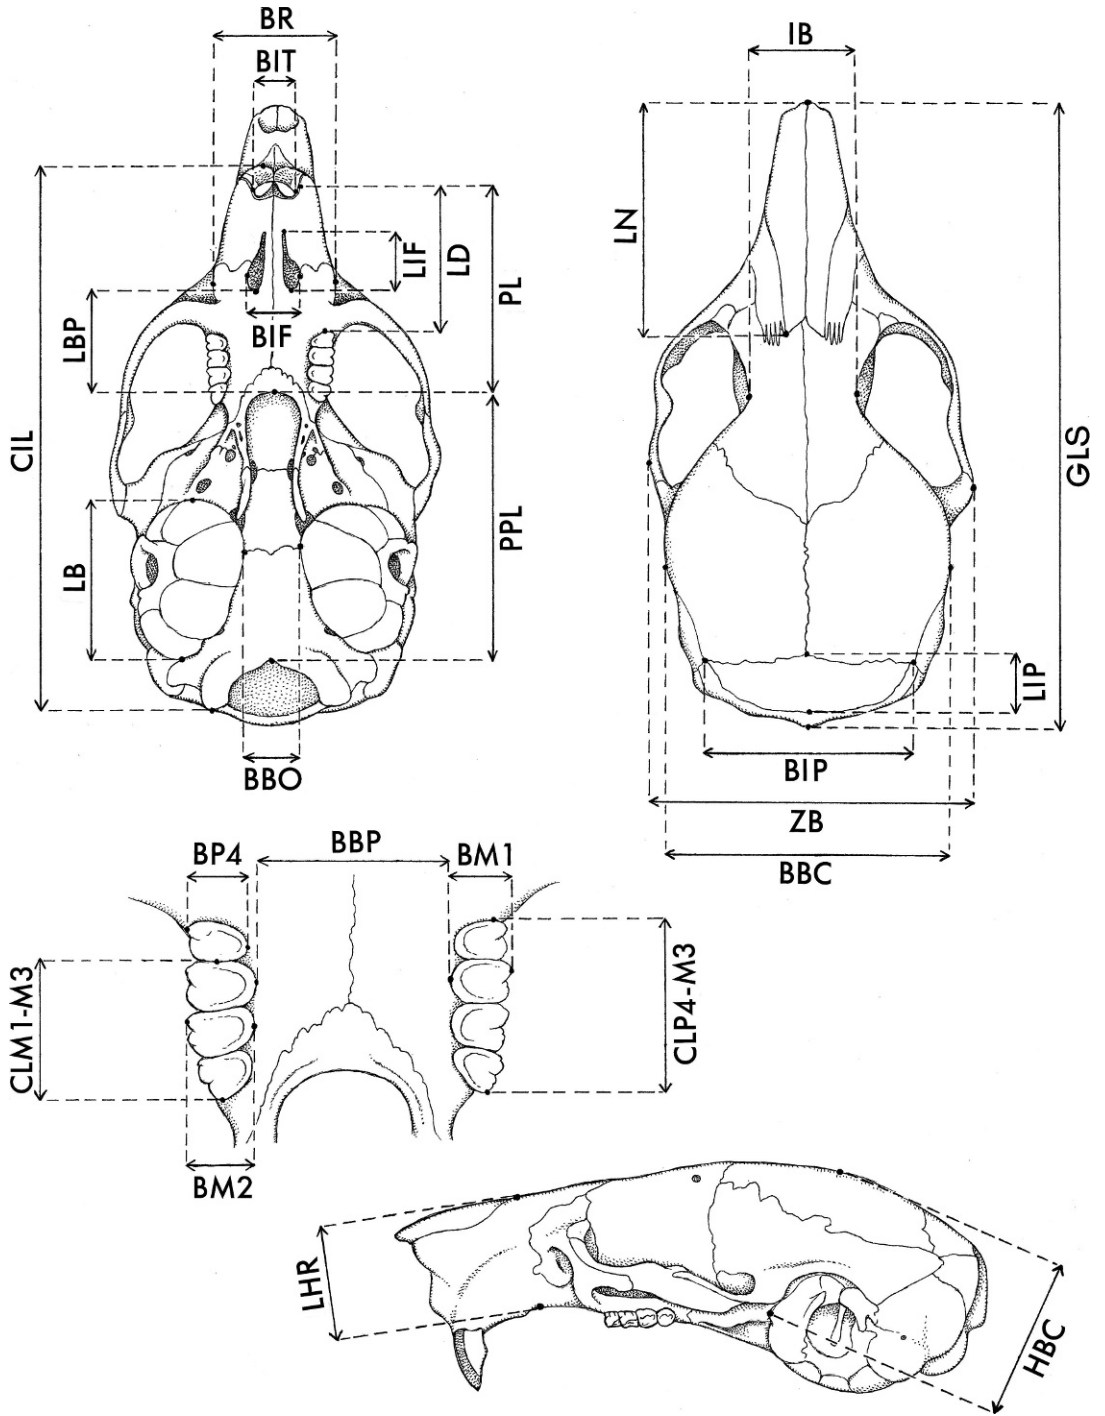 BR
BIT
IB
LN
LIF
LD
PL
BIF
LBP
CIL
GLS
PPL
LB
LIP
BBO
BIP
ZB
BBC
BP4
BBP
BM1
CLM1-M3
CLP4-M3
BM2
LHR
HBC